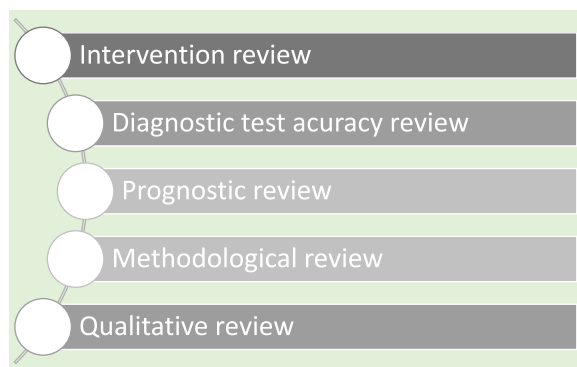 Intervention review
Diagnostic test acuracy review
Prognostic review
Methodological review
Qualitative review